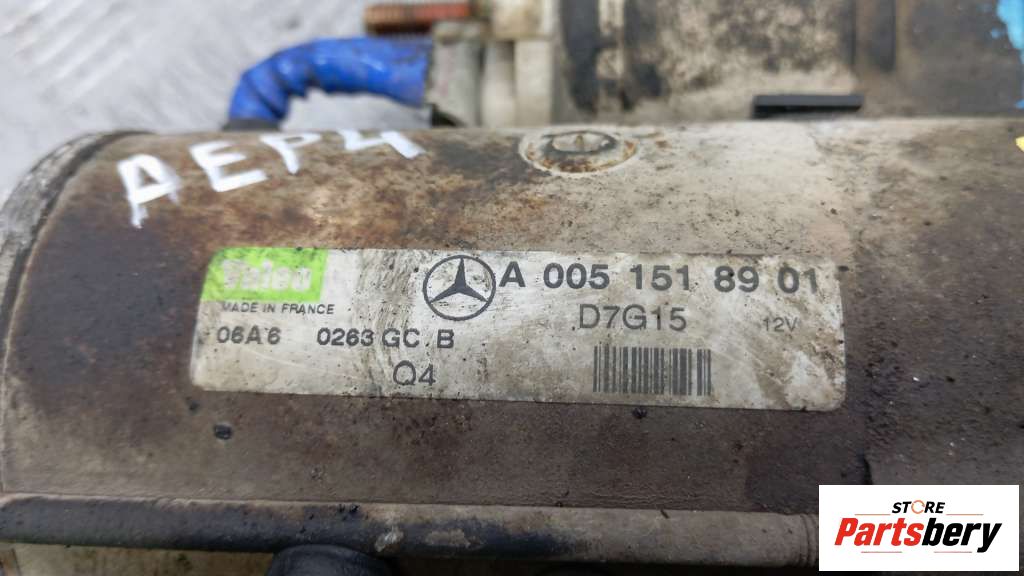 AEP4
Valeo
MADE IN FRANCE
A 005 151 89 01
D7G15 12V
06A6 0263 GC. B
Q4
STORE
Partsbery